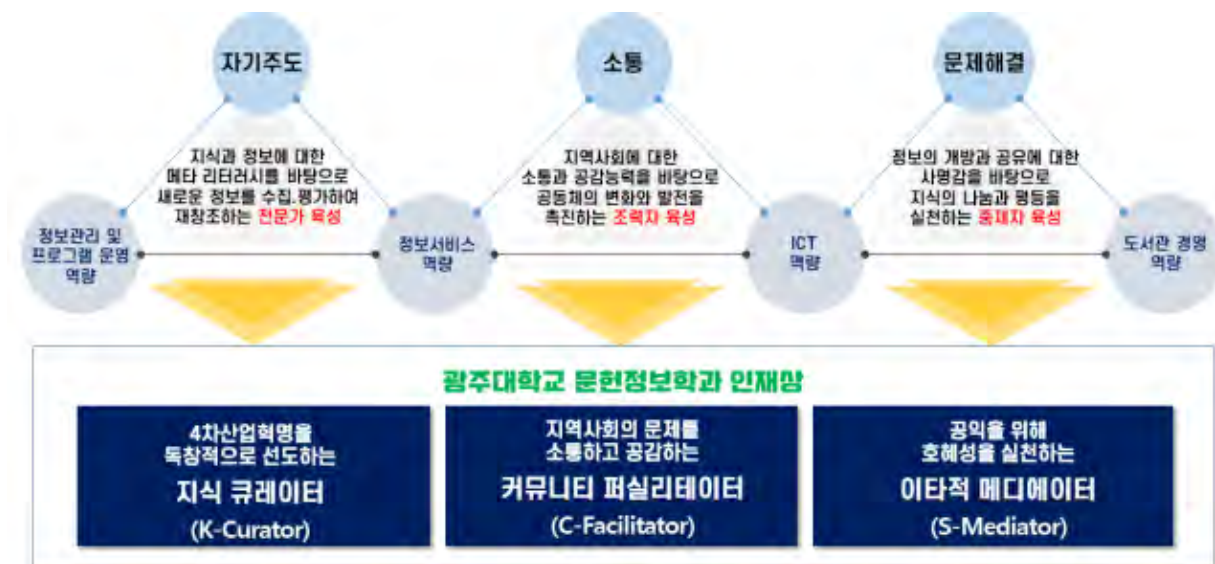 자기주도
소통
문제해결
지식과 정보에 대한
메타 리터러시를 바탕으로
새로운 정보를 수집.평가하여
재창조하는 전문가 육성
지역사회에 대한
소통과 공감능력을 바탕으로
공동체의 변화와 발전을
촉진하는 조력자 육성
정보의 개방과 공유에 대한
사명감을 바탕으로
지식의 나눔과 평등을
실천하는 중재자 육성
정보관리 및
프로그램 운영
역량
정보서비스
역량
ICT
역량
도서관 경영
역량
광주대학교 문헌정보학과 인재상
4차산업혁명을
독창적으로 선도하는
지식 큐레이터
(K-Curator)
지역사회의 문제를
소통하고 공감하는
커뮤니티 퍼실리테이터
(C-Facilitator)
공익을 위해
호혜성을 실천하는
이타적 메디에이터
(S-Mediator)